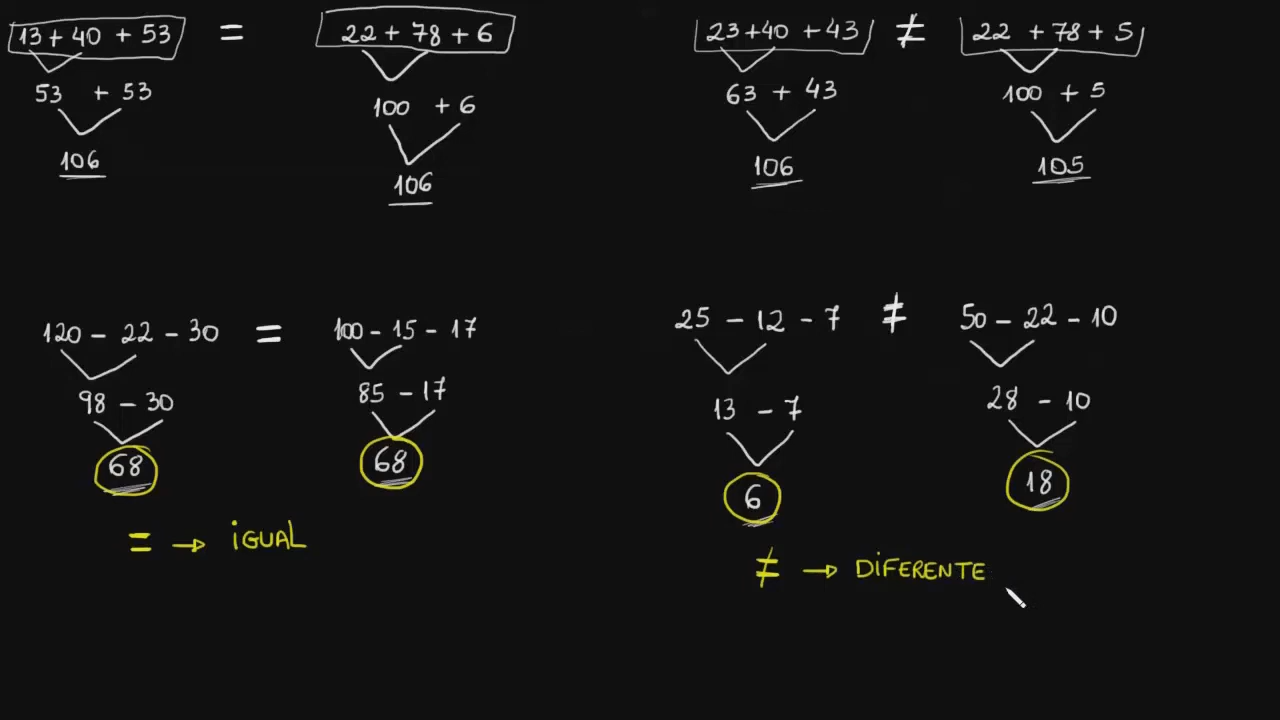 13 + 40 + 53 = 22 + 78 + 6
53 + 53
100 + 6
106
106
23 + 40 + 43 ≠ 22 + 78 + 5
63 + 43
100 + 5
106
105
120 - 22 - 30 = 100 - 15 - 17
98 - 30
85 - 17
68
68
= → IGUAL
25 - 12 - 7 ≠ 50 - 22 - 10
13 - 7
28 - 10
6
18
≠ → DIFERENTE